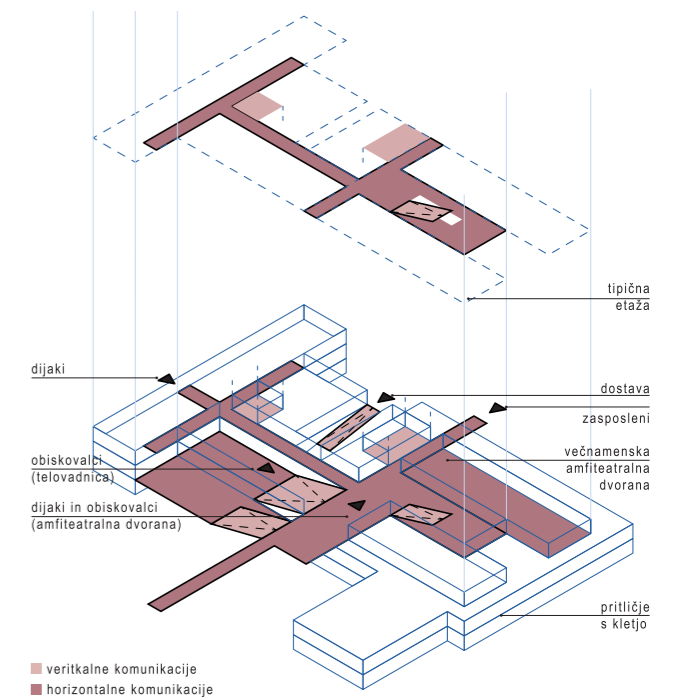 tipična
etaža
dijaki
dostava
zasposleni
večnamenska
amfiteatralna
dvorana
obiskovalci
(telovadnica)
dijaki in obiskovalci
(amfiteatralna dvorana)
pritličje
s kletjo
veritkalne komunikacije
horizontalne komunikacije